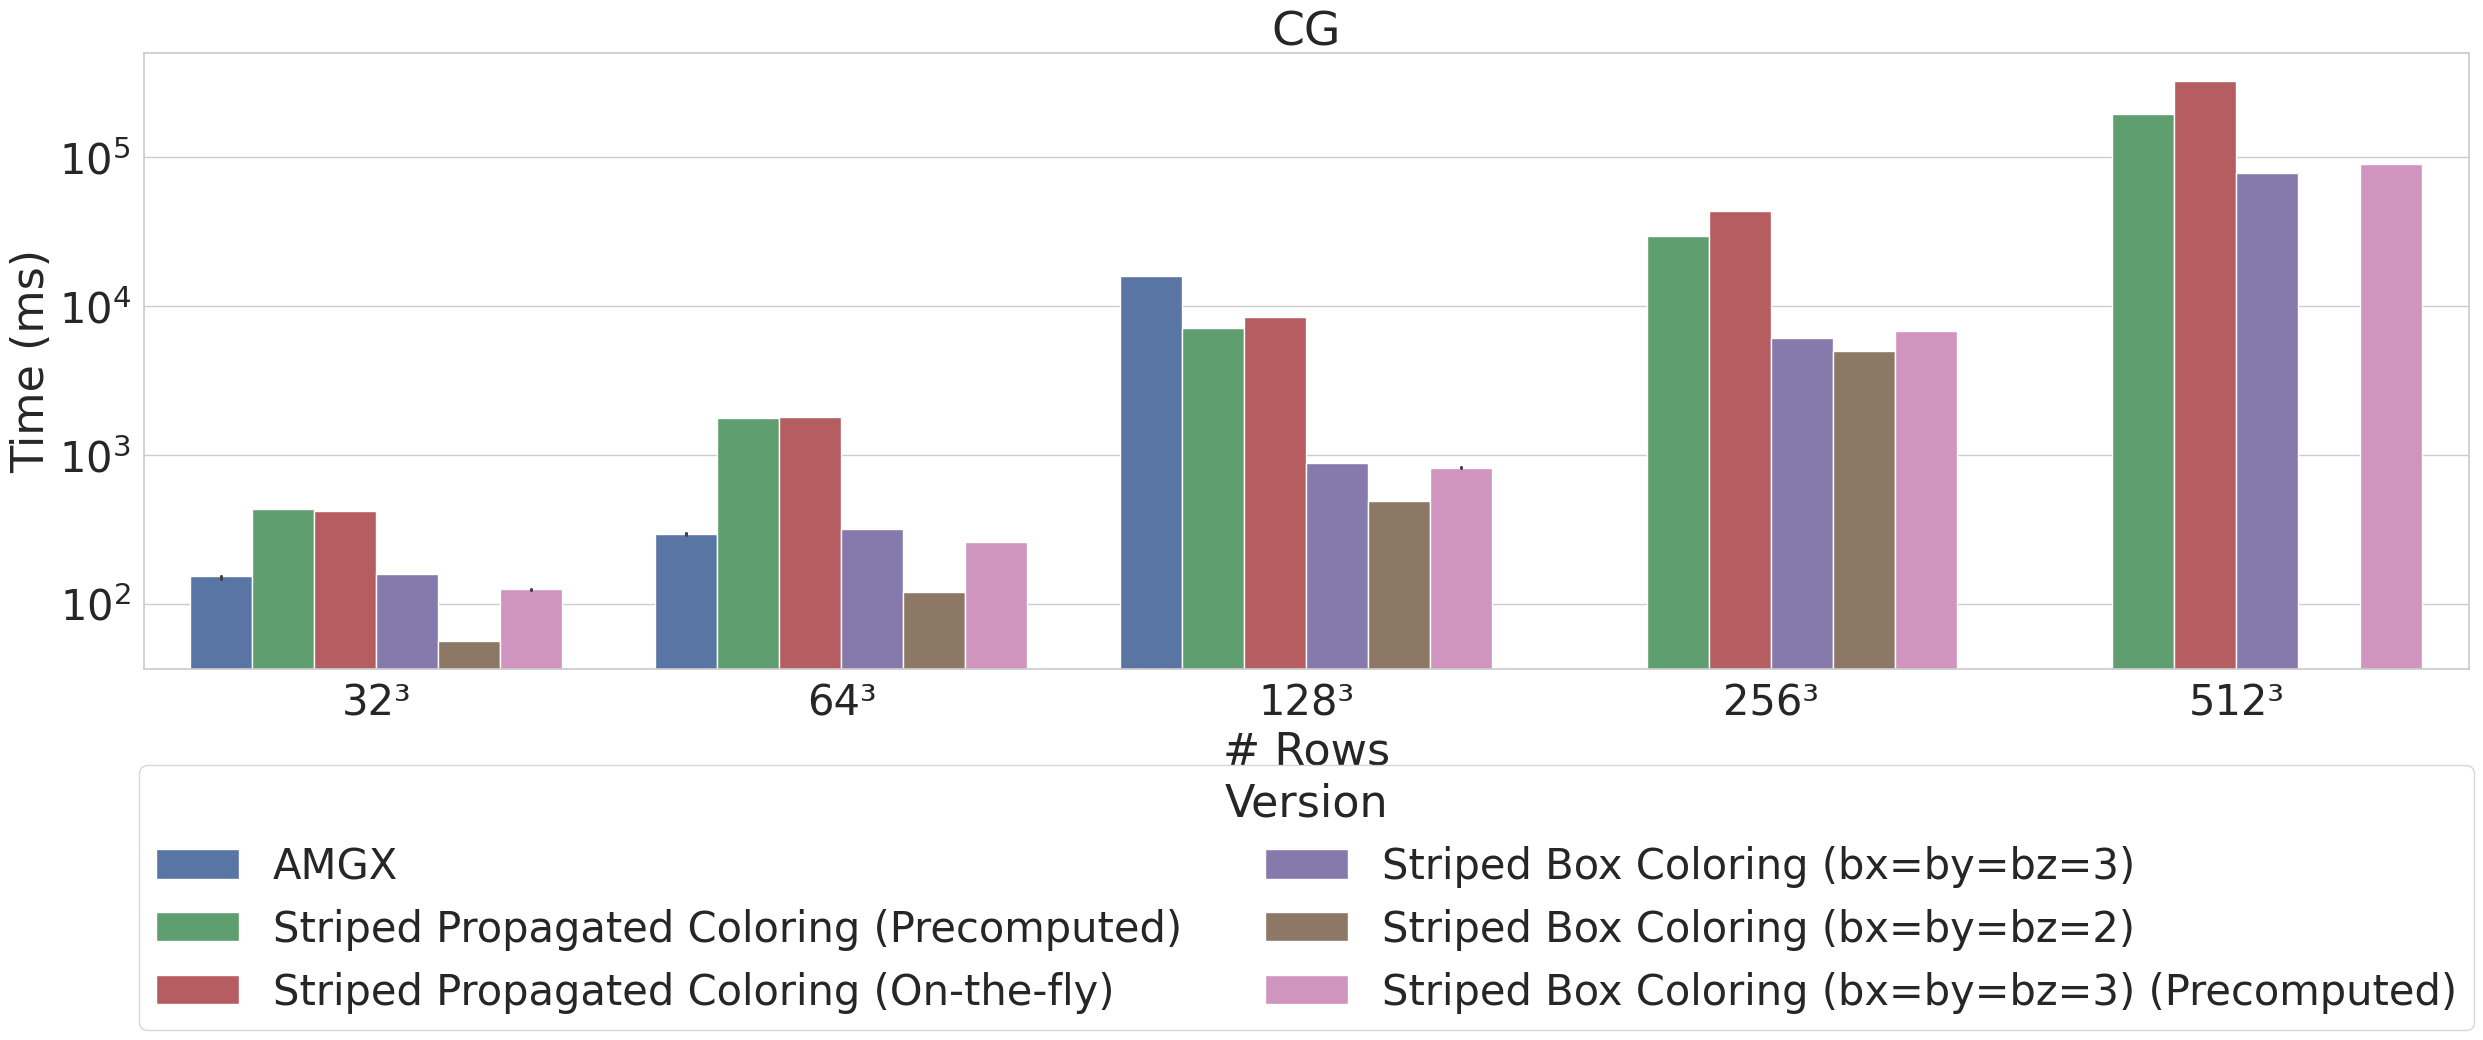 CG
Time (ms)
10⁵
10⁴
10³
10²
32³ 64³ 128³ 256³ 512³
# Rows
Version
AMGX
Striped Propagated Coloring (Precomputed)
Striped Propagated Coloring (On-the-fly)
Striped Box Coloring (bx=by=bz=3)
Striped Box Coloring (bx=by=bz=2)
Striped Box Coloring (bx=by=bz=3) (Precomputed)